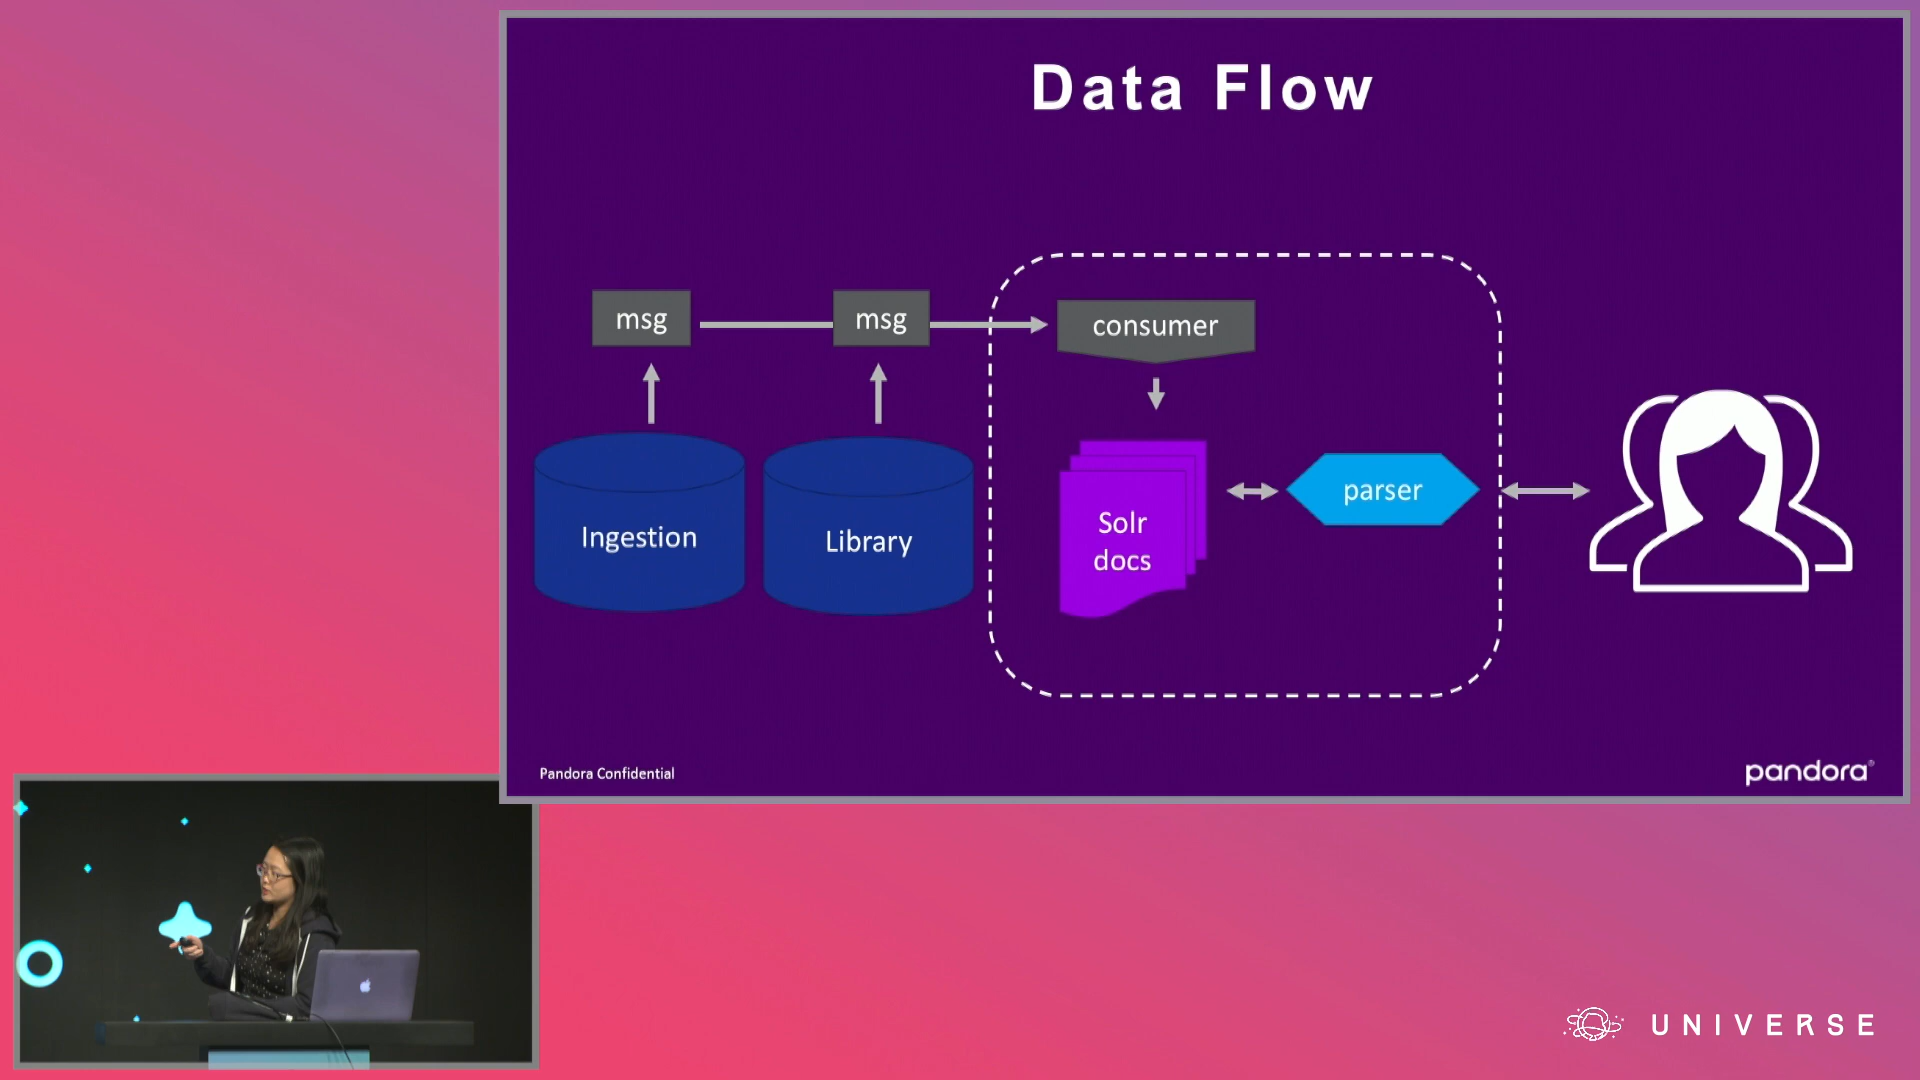 Data Flow
msg
msg
consumer
Ingestion
Library
Solr
docs
parser
Pandora Confidential
pandora®
UNIVERSE